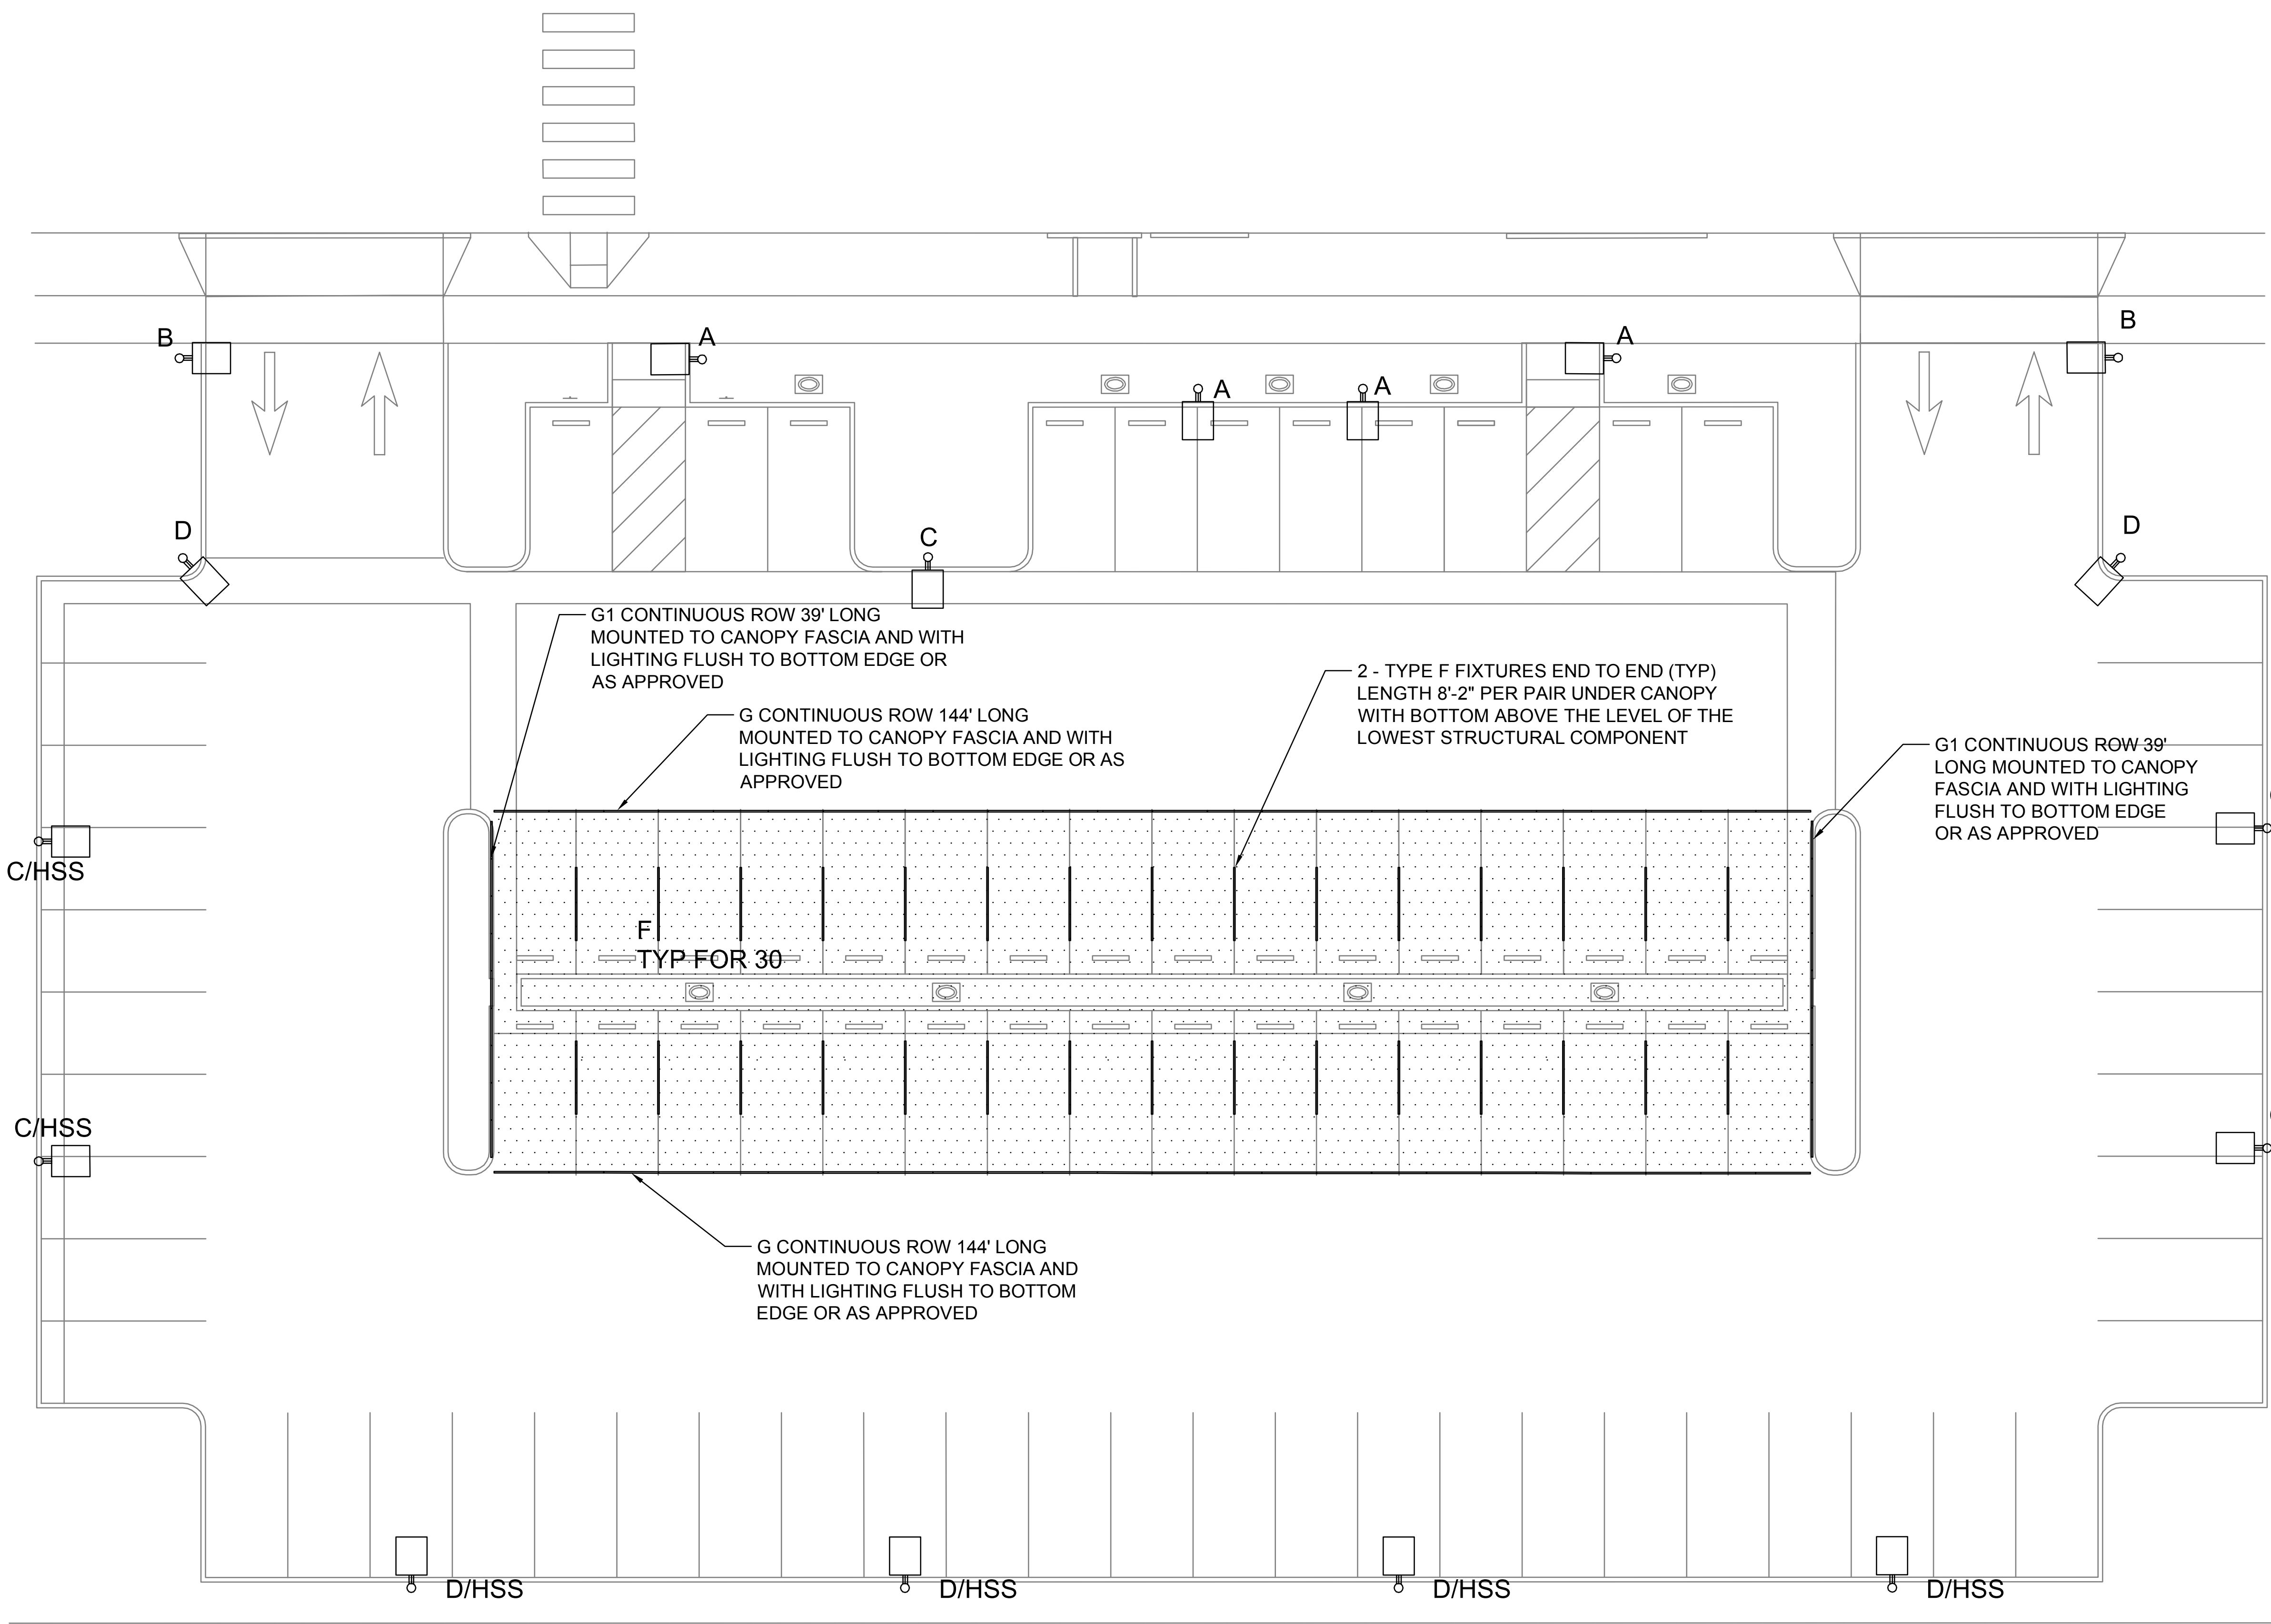 B
A
A
B
A
A
D
C
D
G1 CONTINUOUS ROW 39' LONG
MOUNTED TO CANOPY FASCIA AND WITH
LIGHTING FLUSH TO BOTTOM EDGE OR
AS APPROVED
G CONTINUOUS ROW 144' LONG
MOUNTED TO CANOPY FASCIA AND WITH
LIGHTING FLUSH TO BOTTOM EDGE OR AS
APPROVED
2 - TYPE F FIXTURES END TO END (TYP)
LENGTH 8'-2" PER PAIR UNDER CANOPY
WITH BOTTOM ABOVE THE LEVEL OF THE
LOWEST STRUCTURAL COMPONENT
G1 CONTINUOUS ROW 39'
LONG MOUNTED TO CANOPY
FASCIA AND WITH LIGHTING
FLUSH TO BOTTOM EDGE
OR AS APPROVED
C/HSS
F
TYP FOR 30
C/HSS
G CONTINUOUS ROW 144' LONG
MOUNTED TO CANOPY FASCIA AND
WITH LIGHTING FLUSH TO BOTTOM
EDGE OR AS APPROVED
D/HSS
D/HSS
D/HSS
D/HSS